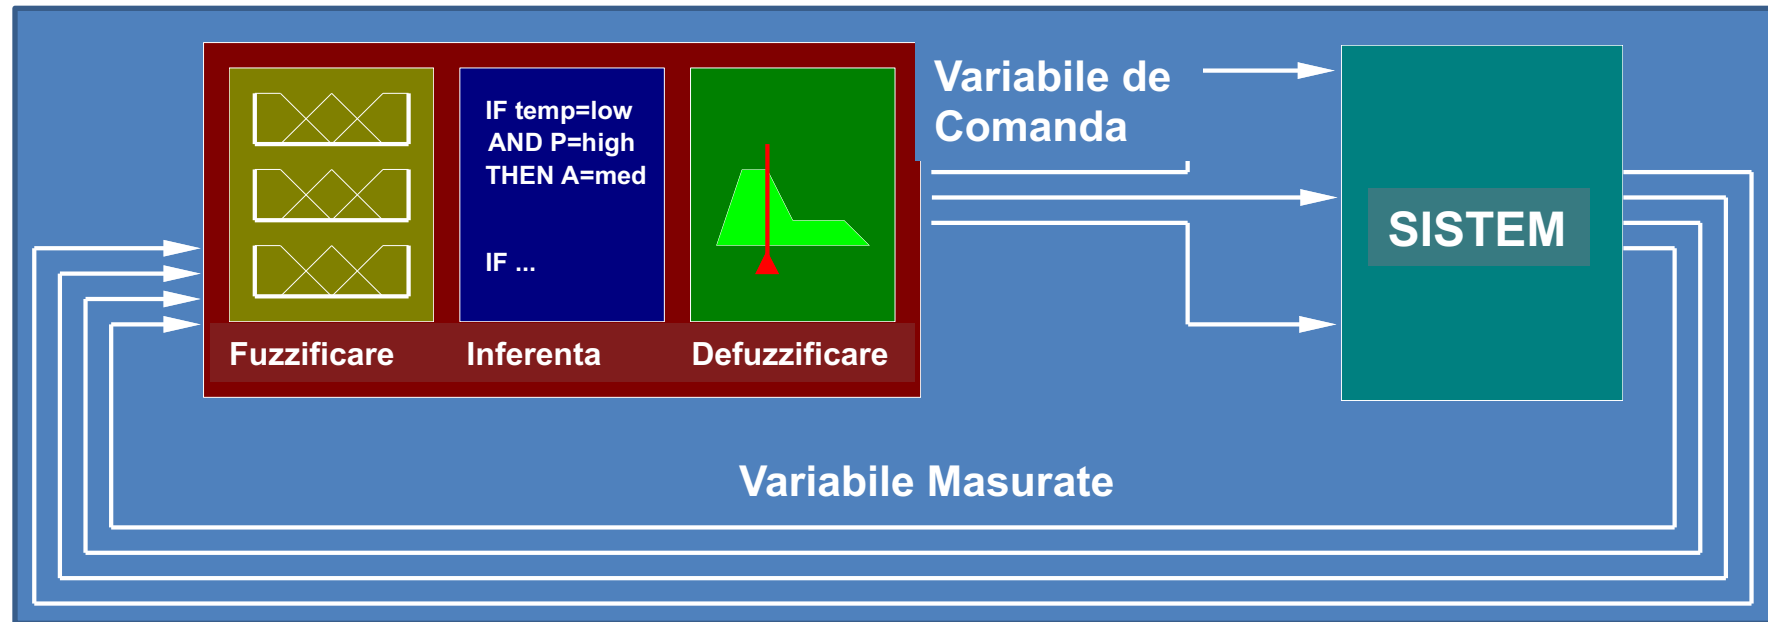 IF temp=low
AND P=high
THEN A=med
IF ...
Fuzzificare
Inferenta
Defuzzificare
Variabile de
Comanda
SISTEM
Variabile Masurate